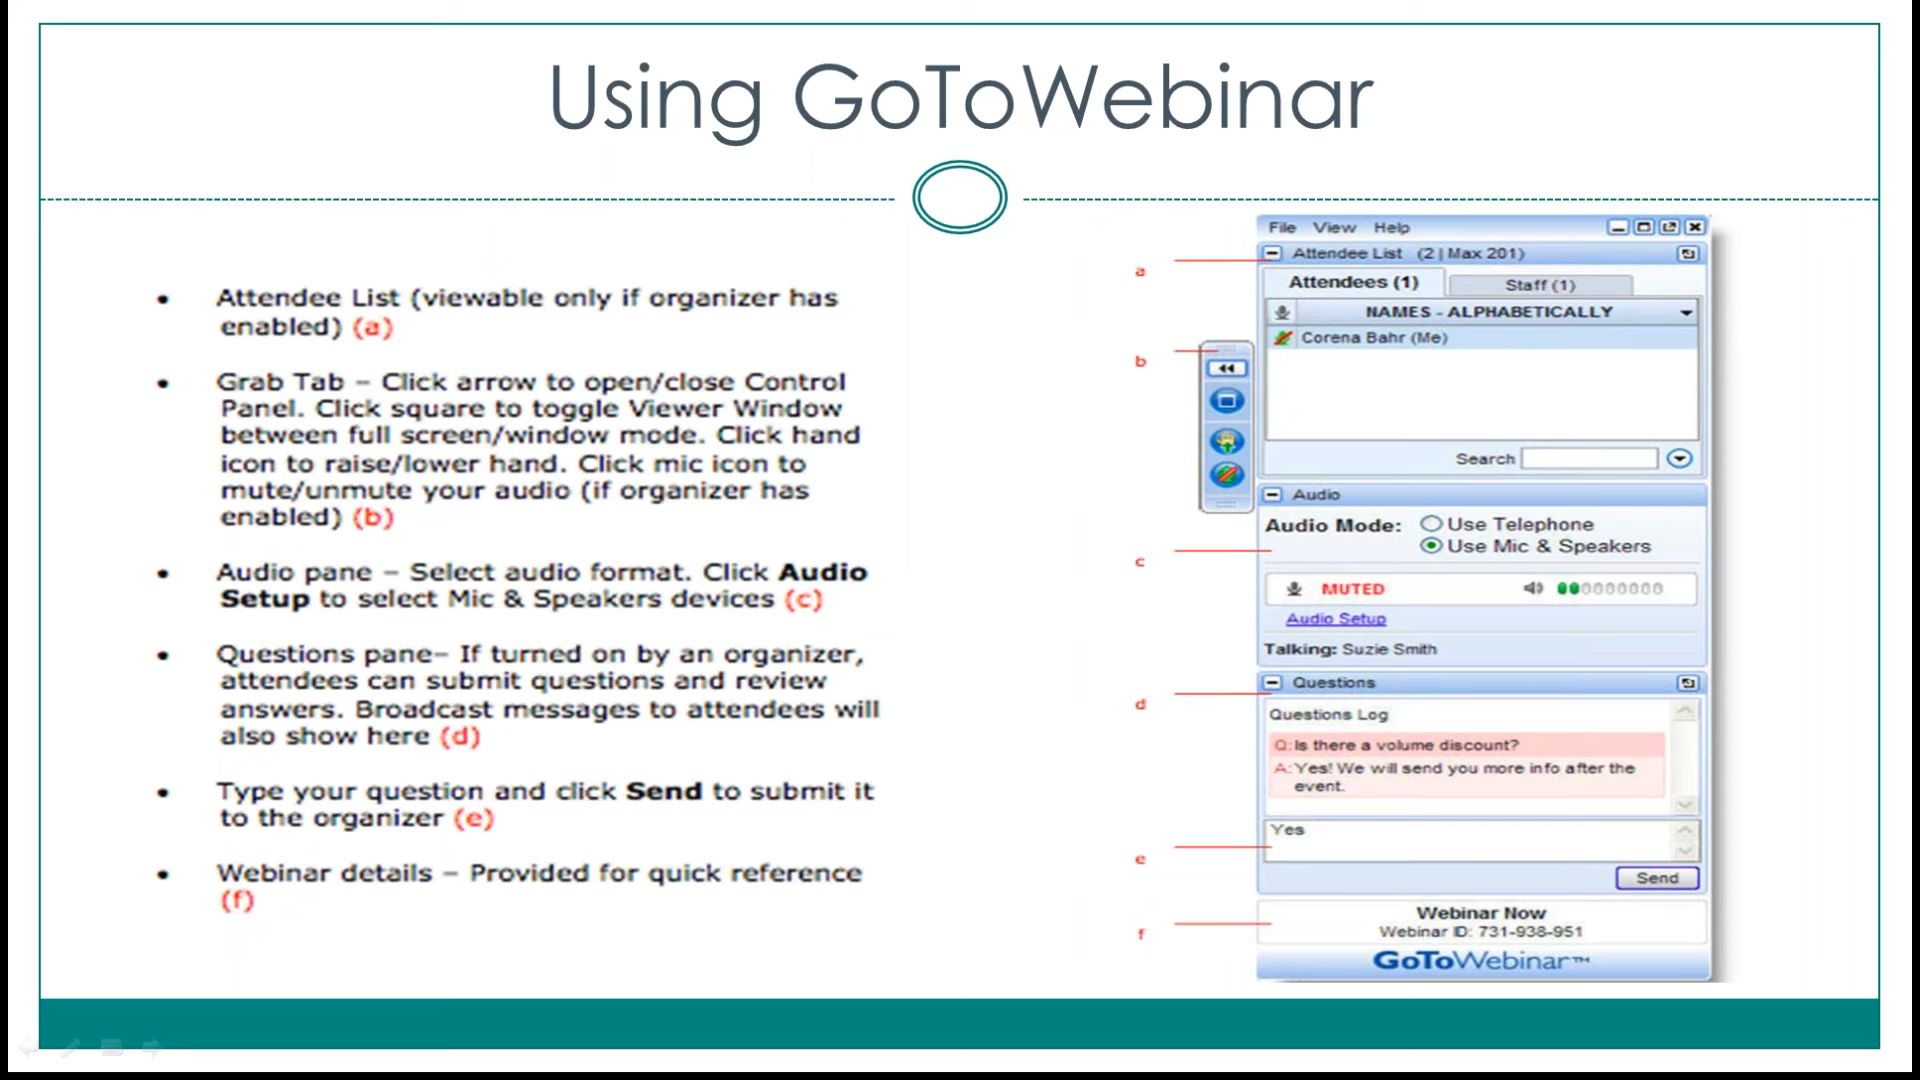 Using GoToWebinar
• Attendee List (viewable only if organizer has
enabled) (a)
• Grab Tab – Click arrow to open/close Control
Panel. Click square to toggle Viewer Window
between full screen/window mode. Click hand
icon to raise/lower hand. Click mic icon to
mute/unmute your audio (if organizer has
enabled) (b)
• Audio pane – Select audio format. Click Audio
Setup to select Mic & Speakers devices (c)
• Questions pane– If turned on by an organizer,
attendees can submit questions and review
answers. Broadcast messages to attendees will
also show here (d)
• Type your question and click Send to submit it
to the organizer (e)
• Webinar details – Provided for quick reference
(f)
a
b
c
d
e
f
File View Help
Attendee List (2 | Max 201)
Attendees (1) Staff (1)
NAMES - ALPHABETICALLY
Corena Bahr (Me)
Search
Audio
Audio Mode: Use Telephone
Use Mic & Speakers
MUTED
Audio Setup
Talking: Suzie Smith
Questions
Questions Log
Q: Is there a volume discount?
A: Yes! We will send you more info after the
event.
Yes
Send
Webinar Now
Webinar ID: 731-938-951
GoToWebinar™